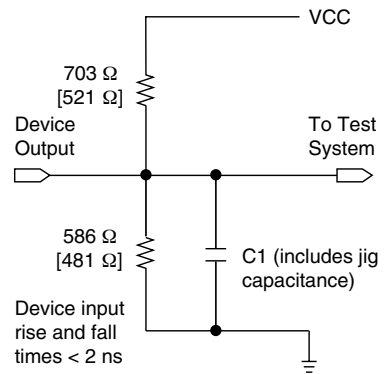 VCC
703 Ω
[521 Ω]
Device
Output
To Test
System
586 Ω
[481 Ω]
C1 (includes jig
capacitance)
Device input
rise and fall
times < 2 ns